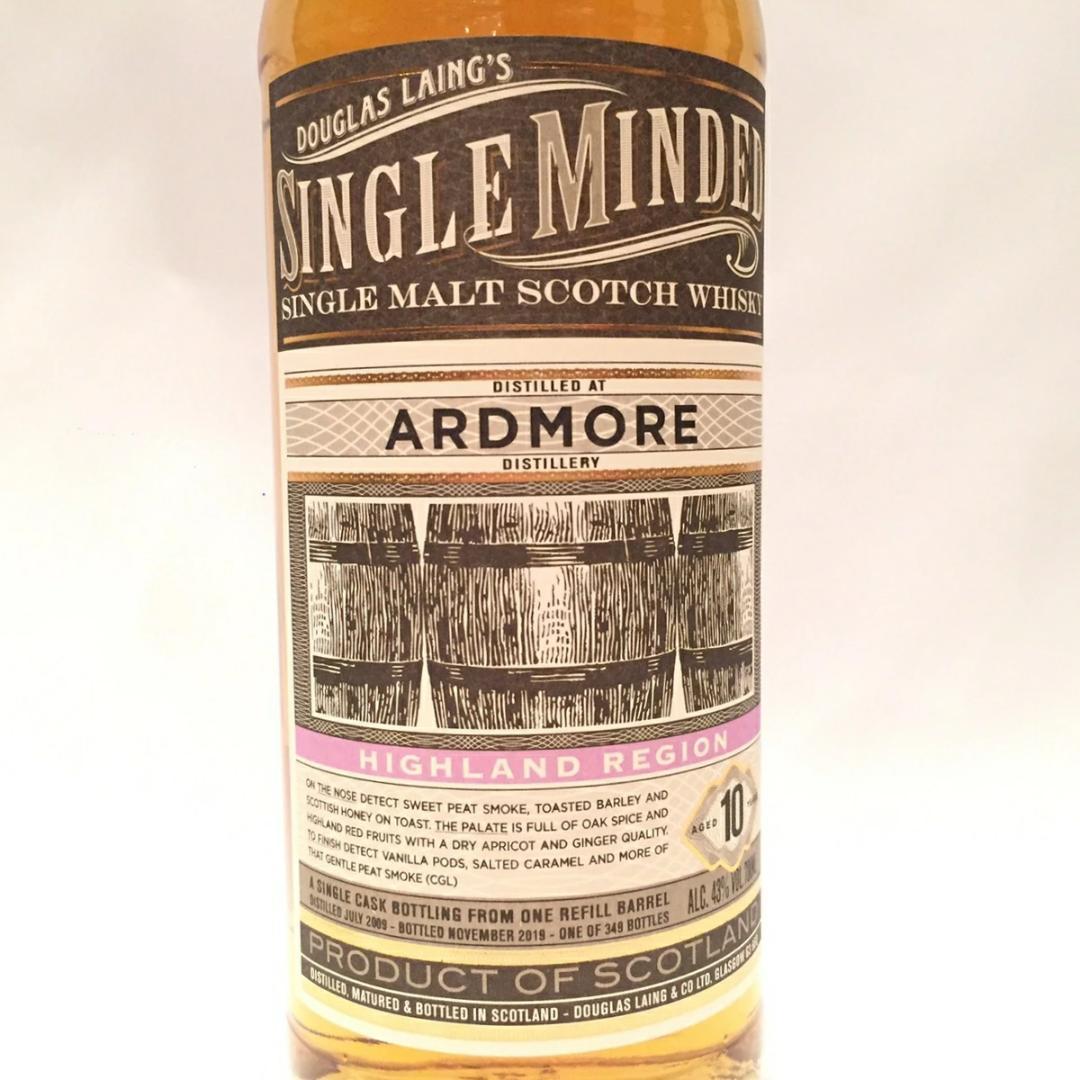 DOUGLAS LAING'S
SINGLE MINDED
SINGLE MALT SCOTCH WHISKY
DISTILLED AT
ARDMORE
DISTILLERY
HIGHLAND REGION
ON THE NOSE DETECT SWEET PEAT SMOKE, TOASTED BARLEY AND
SCOTTISH HONEY ON TOAST. THE PALATE IS FULL OF OAK SPICE AND
HIGHLAND RED FRUITS WITH A DRY APRICOT AND GINGER QUALITY.
TO FINISH DETECT VANILLA PODS, SALTED CARAMEL AND MORE OF
THAT GENTLE PEAT SMOKE (CGL)
AGED 10 YEARS
A SINGLE CASK BOTTLING FROM ONE REFILL BARREL
DISTILLED JULY 2009 - BOTTLED NOVEMBER 2019 - ONE OF 349 BOTTLES
ALC. 43% VOL 700ML
PRODUCT OF SCOTLAND
DISTILLED, MATURED & BOTTLED IN SCOTLAND - DOUGLAS LAING & CO LTD, GLASGOW